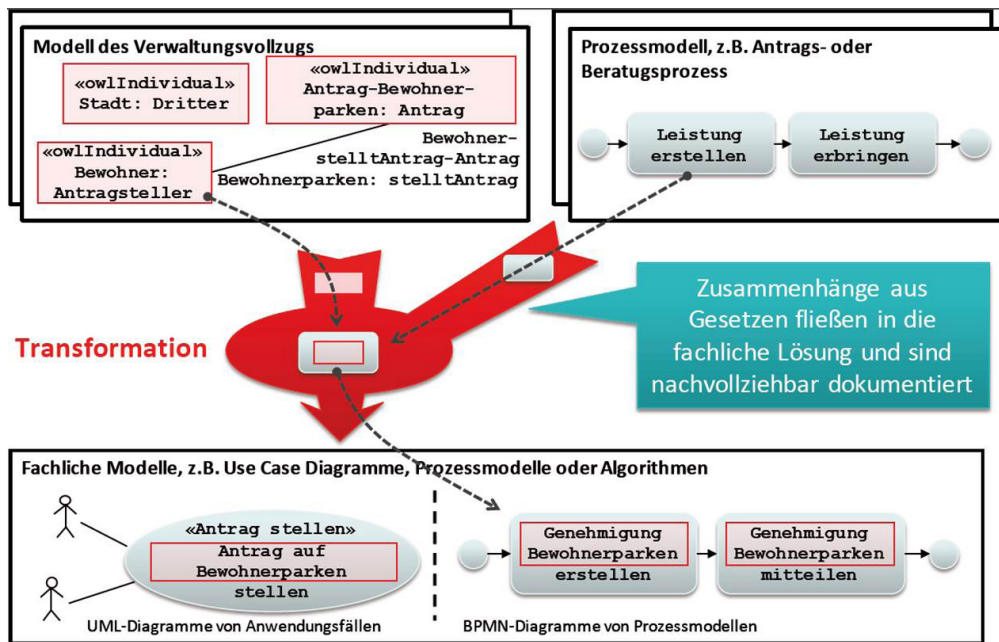 Modell des Verwaltungsvollzugs
«owlIndividual»
Stadt: Dritter
«owlIndividual»
Antrag-Bewohner-
parken: Antrag
«owlIndividual»
Bewohner:
Antragsteller
Bewohner-
stelltAntrag-Antrag
Bewohnerparken: stelltAntrag
Prozessmodell, z.B. Antrags- oder
Beratugsprozess
Leistung
erstellen
Leistung
erbringen
Transformation
Zusammenhänge aus
Gesetzen fließen in die
fachliche Lösung und sind
nachvollziehbar dokumentiert
Fachliche Modelle, z.B. Use Case Diagramme, Prozessmodelle oder Algorithmen
«Antrag stellen»
Antrag auf
Bewohnerparken
stellen
UML-Diagramme von Anwendungsfällen
Genehmigung
Bewohnerparken
erstellen
Genehmigung
Bewohnerparken
mitteilen
BPMN-Diagramme von Prozessmodellen